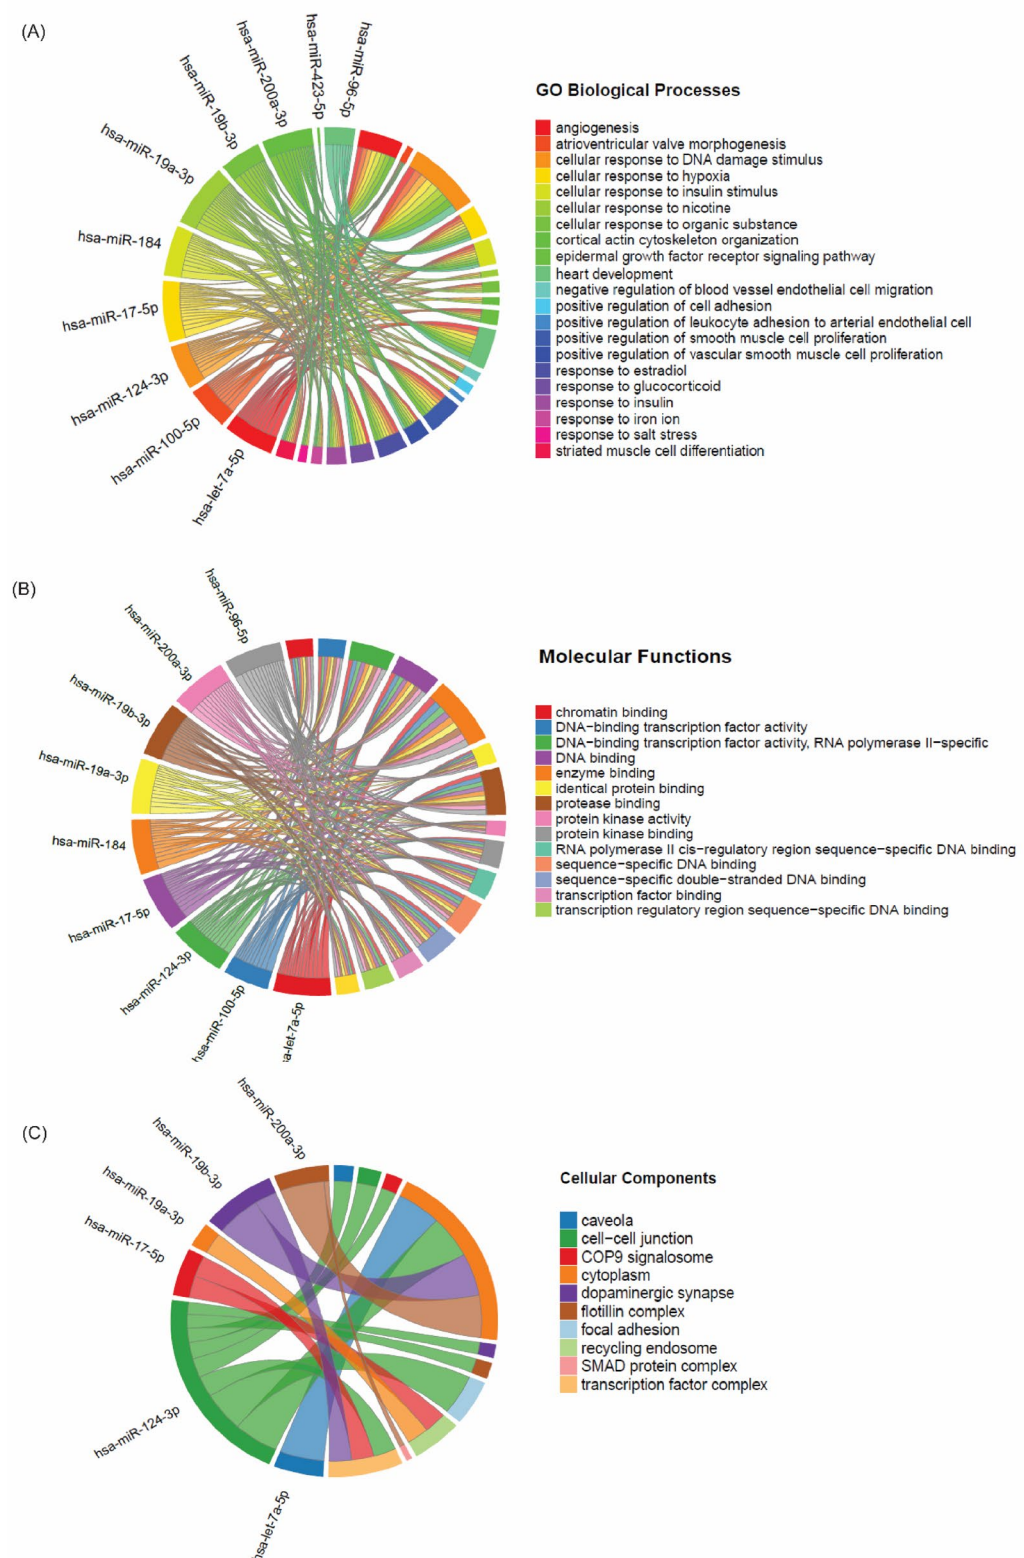 (A)
hsa-miR-96-5p
hsa-miR-423-5p
hsa-miR-200a-3p
hsa-miR-19b-3p
hsa-miR-19a-3p
hsa-miR-184
hsa-miR-17-5p
hsa-miR-124-3p
hsa-miR-100-5p
hsa-let-7a-5p
GO Biological Processes
angiogenesis
atrioventricular valve morphogenesis
cellular response to DNA damage stimulus
cellular response to hypoxia
cellular response to insulin stimulus
cellular response to nicotine
cellular response to organic substance
cortical actin cytoskeleton organization
epidermal growth factor receptor signaling pathway
heart development
negative regulation of blood vessel endothelial cell migration
positive regulation of cell adhesion
positive regulation of leukocyte adhesion to arterial endothelial cell
positive regulation of smooth muscle cell proliferation
positive regulation of vascular smooth muscle cell proliferation
response to estradiol
response to glucocorticoid
response to insulin
response to iron ion
response to salt stress
striated muscle cell differentiation
(B)
hsa-miR-96-5p
hsa-miR-200a-3p
hsa-miR-19b-3p
hsa-miR-19a-3p
hsa-miR-184
hsa-miR-17-5p
hsa-miR-124-3p
hsa-miR-100-5p
sa-let-7a-5p
Molecular Functions
chromatin binding
DNA−binding transcription factor activity
DNA−binding transcription factor activity, RNA polymerase II−specific
DNA binding
enzyme binding
identical protein binding
protease binding
protein kinase activity
protein kinase binding
RNA polymerase II cis−regulatory region sequence−specific DNA binding
sequence−specific DNA binding
sequence−specific double−stranded DNA binding
transcription factor binding
transcription regulatory region sequence−specific DNA binding
(C)
hsa-miR-200a-3p
hsa-miR-19b-3p
hsa-miR-19a-3p
hsa-miR-17-5p
hsa-miR-124-3p
hsa-let-7a-5p
Cellular Components
caveola
cell−cell junction
COP9 signalosome
cytoplasm
dopaminergic synapse
flotillin complex
focal adhesion
recycling endosome
SMAD protein complex
transcription factor complex